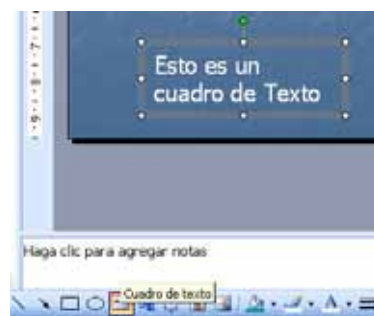 Esto es un
cuadro de Texto
Haga clic para agregar notas
Cuadro de texto